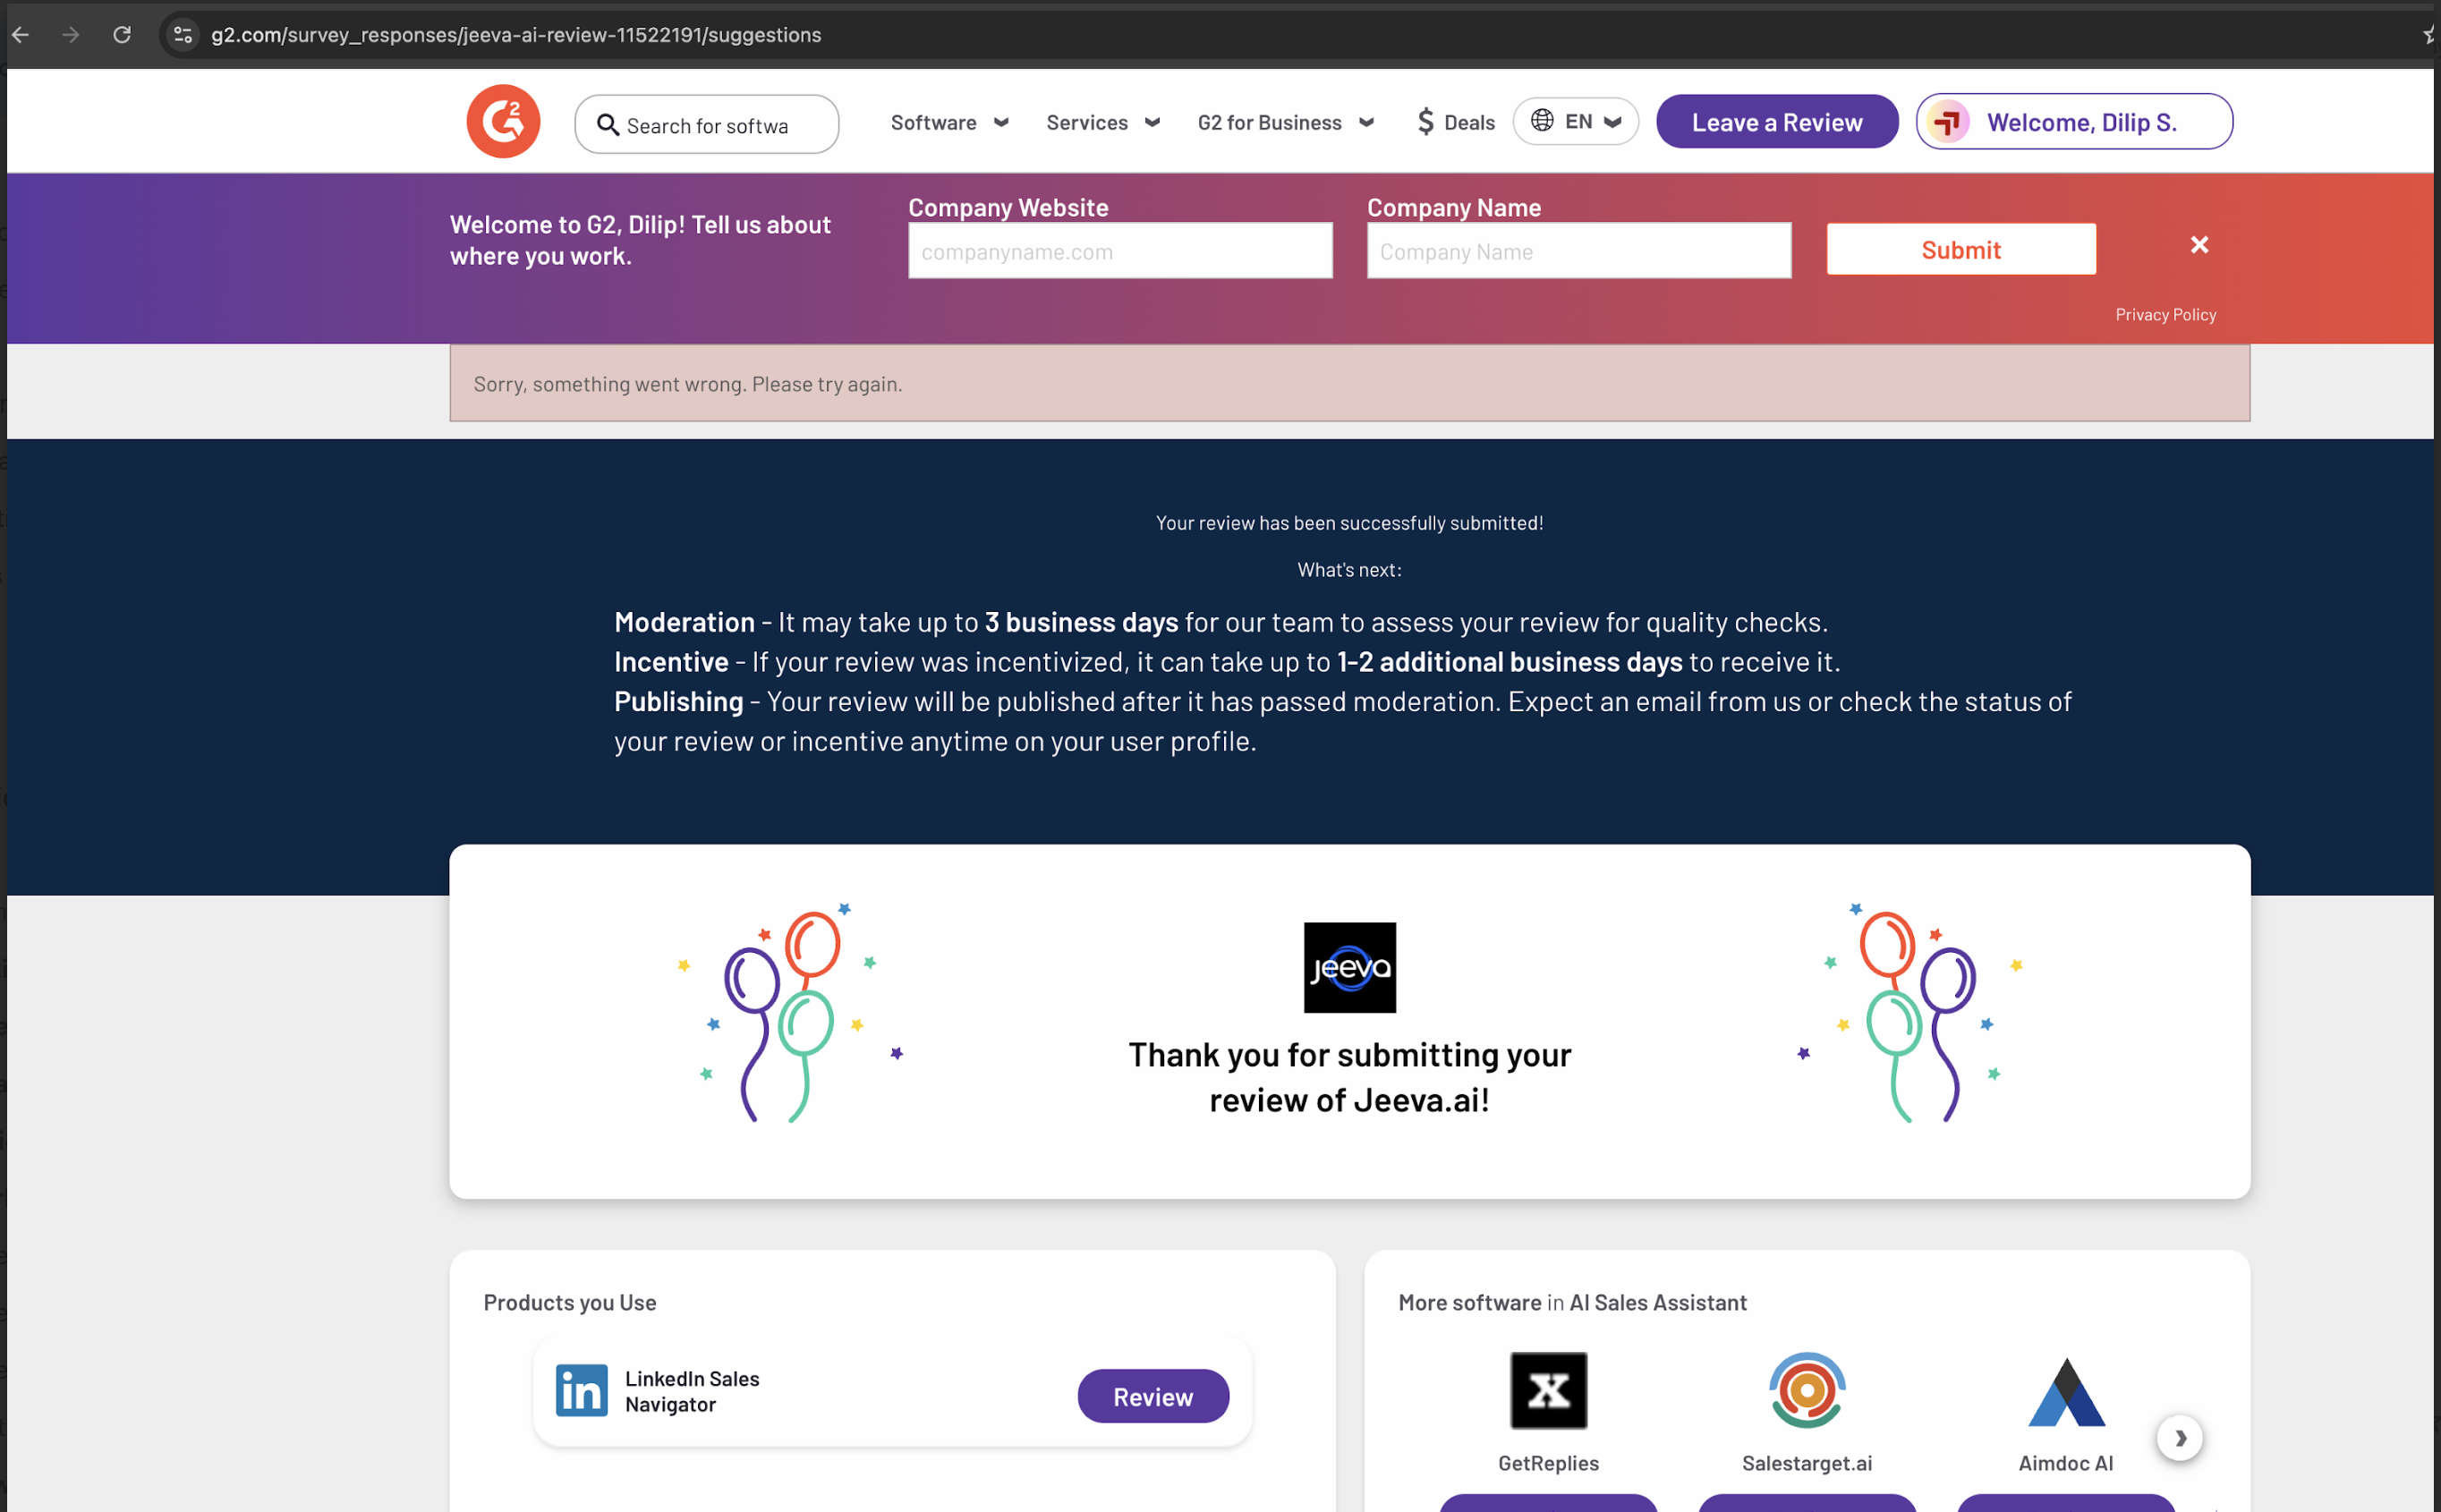 g2.com/survey_responses/jeeva-ai-review-11522191/suggestions
G2
Search for softwa
Software
Services
G2 for Business
$ Deals
EN
Leave a Review
Welcome, Dilip S.
Welcome to G2, Dilip! Tell us about
where you work.
Company Website
companyname.com
Company Name
Company Name
Submit
Privacy Policy
Sorry, something went wrong. Please try again.
Your review has been successfully submitted!
What's next:
Moderation - It may take up to 3 business days for our team to assess your review for quality checks.
Incentive - If your review was incentivized, it can take up to 1-2 additional business days to receive it.
Publishing - Your review will be published after it has passed moderation. Expect an email from us or check the status of
your review or incentive anytime on your user profile.
jeeva
Thank you for submitting your
review of Jeeva.ai!
Products you Use
LinkedIn Sales
Navigator
Review
More software in AI Sales Assistant
GetReplies
Salestarget.ai
Aimdoc AI